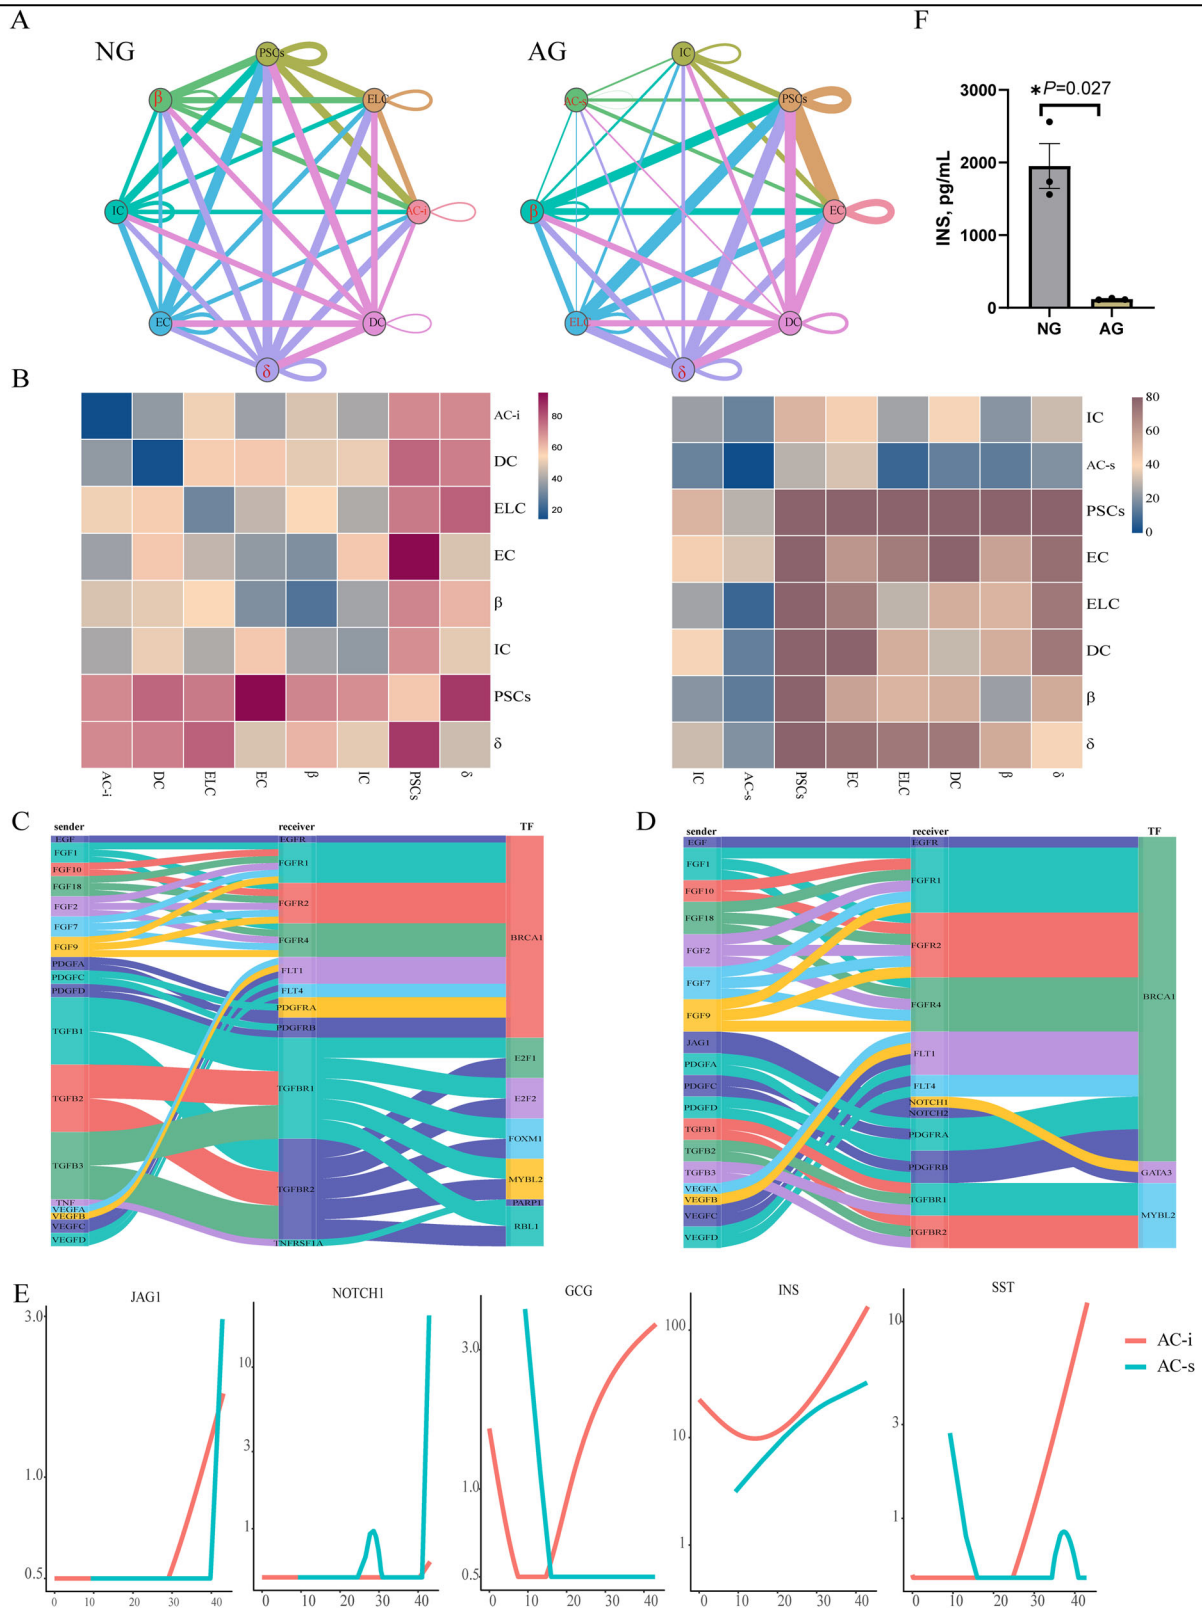 A
NG
PSCs
ELC
AC-i
DC
δ
EC
IC
β
AG
IC
PSCs
EC
DC
δ
ELC
β
AC-s
F
*P=0.027
INS, pg/mL
3000
2000
1000
0
NG
AG
B
AC-i
DC
ELC
EC
β
IC
PSCs
δ
AC-i
DC
ELC
EC
β
IC
PSCs
δ
80
60
40
20
IC
AC-s
PSCs
EC
ELC
DC
β
δ
IC
AC-s
PSCs
EC
ELC
DC
β
δ
80
60
40
20
0
C
sender
receiver
TF
EGF
FGF1
FGF10
FGF18
FGF2
FGF7
FGF9
PDGFA
PDGFC
PDGFD
TGFB1
TGFB2
TGFB3
TNF
VEGFA
VEGFB
VEGFC
VEGFD
EGFR
FGFR1
FGFR2
FGFR4
FLT1
FLT4
PDGFRA
PDGFRB
TGFBR1
TGFBR2
TNFRSF1A
BRCA1
E2F1
E2F2
FOXM1
MYBL2
PARP1
RBL1
D
sender
receiver
TF
EGF
FGF1
FGF10
FGF18
FGF2
FGF7
FGF9
JAG1
PDGFA
PDGFC
PDGFD
TGFB1
TGFB2
TGFB3
VEGFA
VEGFB
VEGFC
VEGFD
EGFR
FGFR1
FGFR2
FGFR4
FLT1
FLT4
NOTCH1
NOTCH2
PDGFRA
PDGFRB
TGFBR1
TGFBR2
BRCA1
GATA3
MYBL2
E
JAG1
3.0
1.0
0.5
0 10 20 30 40
NOTCH1
10
3
1
0 10 20 30 40
GCG
3.0
1.0
0.5
0 10 20 30 40
INS
100
10
1
0 10 20 30 40
SST
10
3
1
0 10 20 30 40
AC-i
AC-s